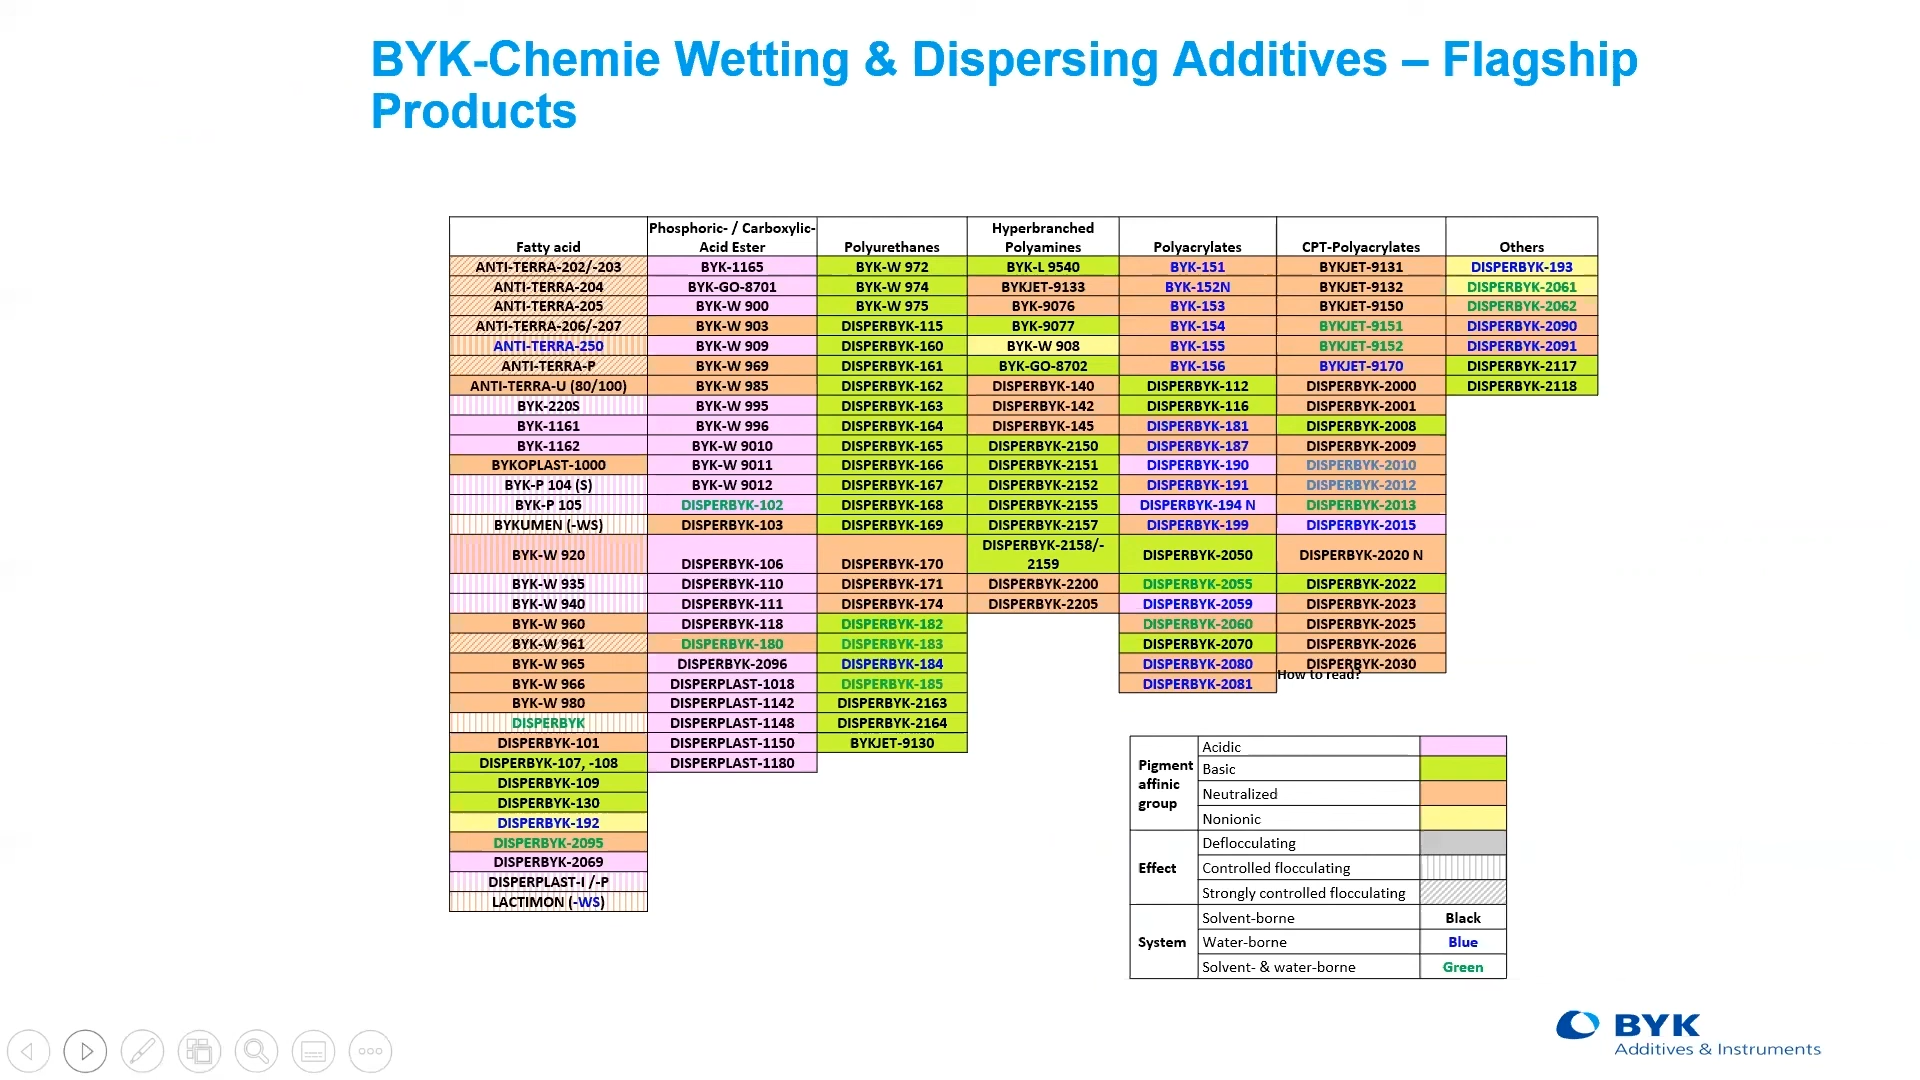 BYK-Chemie Wetting & Dispersing Additives – Flagship
Products
Fatty acid
ANTI-TERRA-202/-203
ANTI-TERRA-204
ANTI-TERRA-205
ANTI-TERRA-206/-207
ANTI-TERRA-250
ANTI-TERRA-P
ANTI-TERRA-U (80/100)
BYK-220S
BYK-1161
BYK-1162
BYKOPLAST-1000
BYK-P 104 (S)
BYK-P 105
BYKUMEN (-WS)
BYK-W 920
BYK-W 935
BYK-W 940
BYK-W 960
BYK-W 961
BYK-W 965
BYK-W 966
BYK-W 980
DISPERBYK
DISPERBYK-101
DISPERBYK-107, -108
DISPERBYK-109
DISPERBYK-130
DISPERBYK-192
DISPERBYK-2095
DISPERBYK-2069
DISPERPLAST-I /-P
LACTIMON (-WS)
Phosphoric- / Carboxylic-
Acid Ester
BYK-1165
BYK-GO-8701
BYK-W 900
BYK-W 903
BYK-W 909
BYK-W 969
BYK-W 985
BYK-W 995
BYK-W 996
BYK-W 9010
BYK-W 9011
BYK-W 9012
DISPERBYK-102
DISPERBYK-103
DISPERBYK-106
DISPERBYK-110
DISPERBYK-111
DISPERBYK-118
DISPERBYK-180
DISPERBYK-2096
DISPERPLAST-1018
DISPERPLAST-1142
DISPERPLAST-1148
DISPERPLAST-1150
DISPERPLAST-1180
Polyurethanes
BYK-W 972
BYK-W 974
BYK-W 975
DISPERBYK-115
DISPERBYK-160
DISPERBYK-161
DISPERBYK-162
DISPERBYK-163
DISPERBYK-164
DISPERBYK-165
DISPERBYK-166
DISPERBYK-167
DISPERBYK-168
DISPERBYK-169
DISPERBYK-170
DISPERBYK-171
DISPERBYK-174
DISPERBYK-182
DISPERBYK-183
DISPERBYK-184
DISPERBYK-185
DISPERBYK-2163
DISPERBYK-2164
BYKJET-9130
Hyperbranched
Polyamines
BYK-L 9540
BYKJET-9133
BYK-9076
BYK-9077
BYK-W 908
BYK-GO-8702
DISPERBYK-140
DISPERBYK-142
DISPERBYK-145
DISPERBYK-2150
DISPERBYK-2151
DISPERBYK-2152
DISPERBYK-2155
DISPERBYK-2157
DISPERBYK-2158/-
2159
DISPERBYK-2200
DISPERBYK-2205
Polyacrylates
BYK-151
BYK-152N
BYK-153
BYK-154
BYK-155
BYK-156
DISPERBYK-112
DISPERBYK-116
DISPERBYK-181
DISPERBYK-187
DISPERBYK-190
DISPERBYK-191
DISPERBYK-194 N
DISPERBYK-199
DISPERBYK-2050
DISPERBYK-2055
DISPERBYK-2059
DISPERBYK-2060
DISPERBYK-2070
DISPERBYK-2080
DISPERBYK-2081
CPT-Polyacrylates
BYKJET-9131
BYKJET-9132
BYKJET-9150
BYKJET-9151
BYKJET-9152
BYKJET-9170
DISPERBYK-2000
DISPERBYK-2001
DISPERBYK-2008
DISPERBYK-2009
DISPERBYK-2010
DISPERBYK-2012
DISPERBYK-2013
DISPERBYK-2015
DISPERBYK-2020 N
DISPERBYK-2022
DISPERBYK-2023
DISPERBYK-2025
DISPERBYK-2026
DISPERBYK-2030
Others
DISPERBYK-193
DISPERBYK-2061
DISPERBYK-2062
DISPERBYK-2090
DISPERBYK-2091
DISPERBYK-2117
DISPERBYK-2118
How to read?
Pigment
affinic
group
Acidic
Basic
Neutralized
Nonionic
Effect
Deflocculating
Controlled flocculating
Strongly controlled flocculating
System
Solvent-borne
Black
Water-borne
Blue
Solvent- & water-borne
Green
BYK
Additives & Instruments